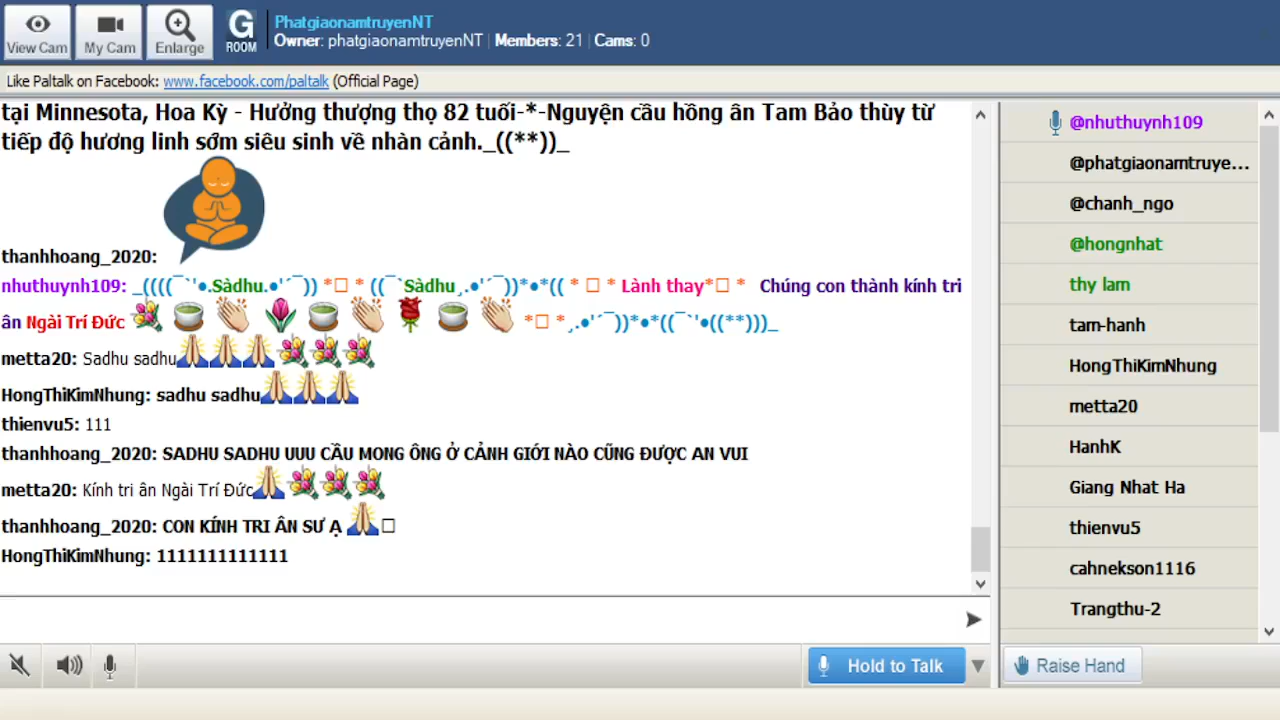 View Cam
My Cam
Enlarge
G
ROOM
PhatgiaonamtruyenNT
Owner: phatgiaonamtruyenNT | Members: 21 | Cams: 0
Like Paltalk on Facebook: www.facebook.com/paltalk (Official Page)
tại Minnesota, Hoa Kỳ - Hưởng thượng thọ 82 tuổi-*-Nguyện cầu hồng ân Tam Bảo thùy từ
tiếp độ hương linh sớm siêu sinh về nhàn cảnh._((**))_
thanhhoang_2020:
nhuthuynh109: _((((¯`'•.Sàdhu.•'´¯)) *□ * ((¯`Sàdhu¸.•'´¯))*•*(( * □ * Lành thay*□ * Chúng con thành kính tri
ân Ngài Trí Đức *□ *¸.•'´¯))*•*((¯`'•((**)))_
metta20: Sadhu sadhu
HongThiKimNhung: sadhu sadhu
thienvu5: 111
thanhhoang_2020: SADHU SADHU UUU CẦU MONG ÔNG Ở CẢNH GIỚI NÀO CŨNG ĐƯỢC AN VUI
metta20: Kính tri ân Ngài Trí Đức
thanhhoang_2020: CON KÍNH TRI ÂN SƯ Ạ □
HongThiKimNhung: 1111111111111
@nhuthuynh109
@phatgiaonamtruye...
@chanh_ngo
@hongnhat
thy lam
tam-hanh
HongThiKimNhung
metta20
HanhK
Giang Nhat Ha
thienvu5
cahnekson1116
Trangthu-2
Hold to Talk
Raise Hand